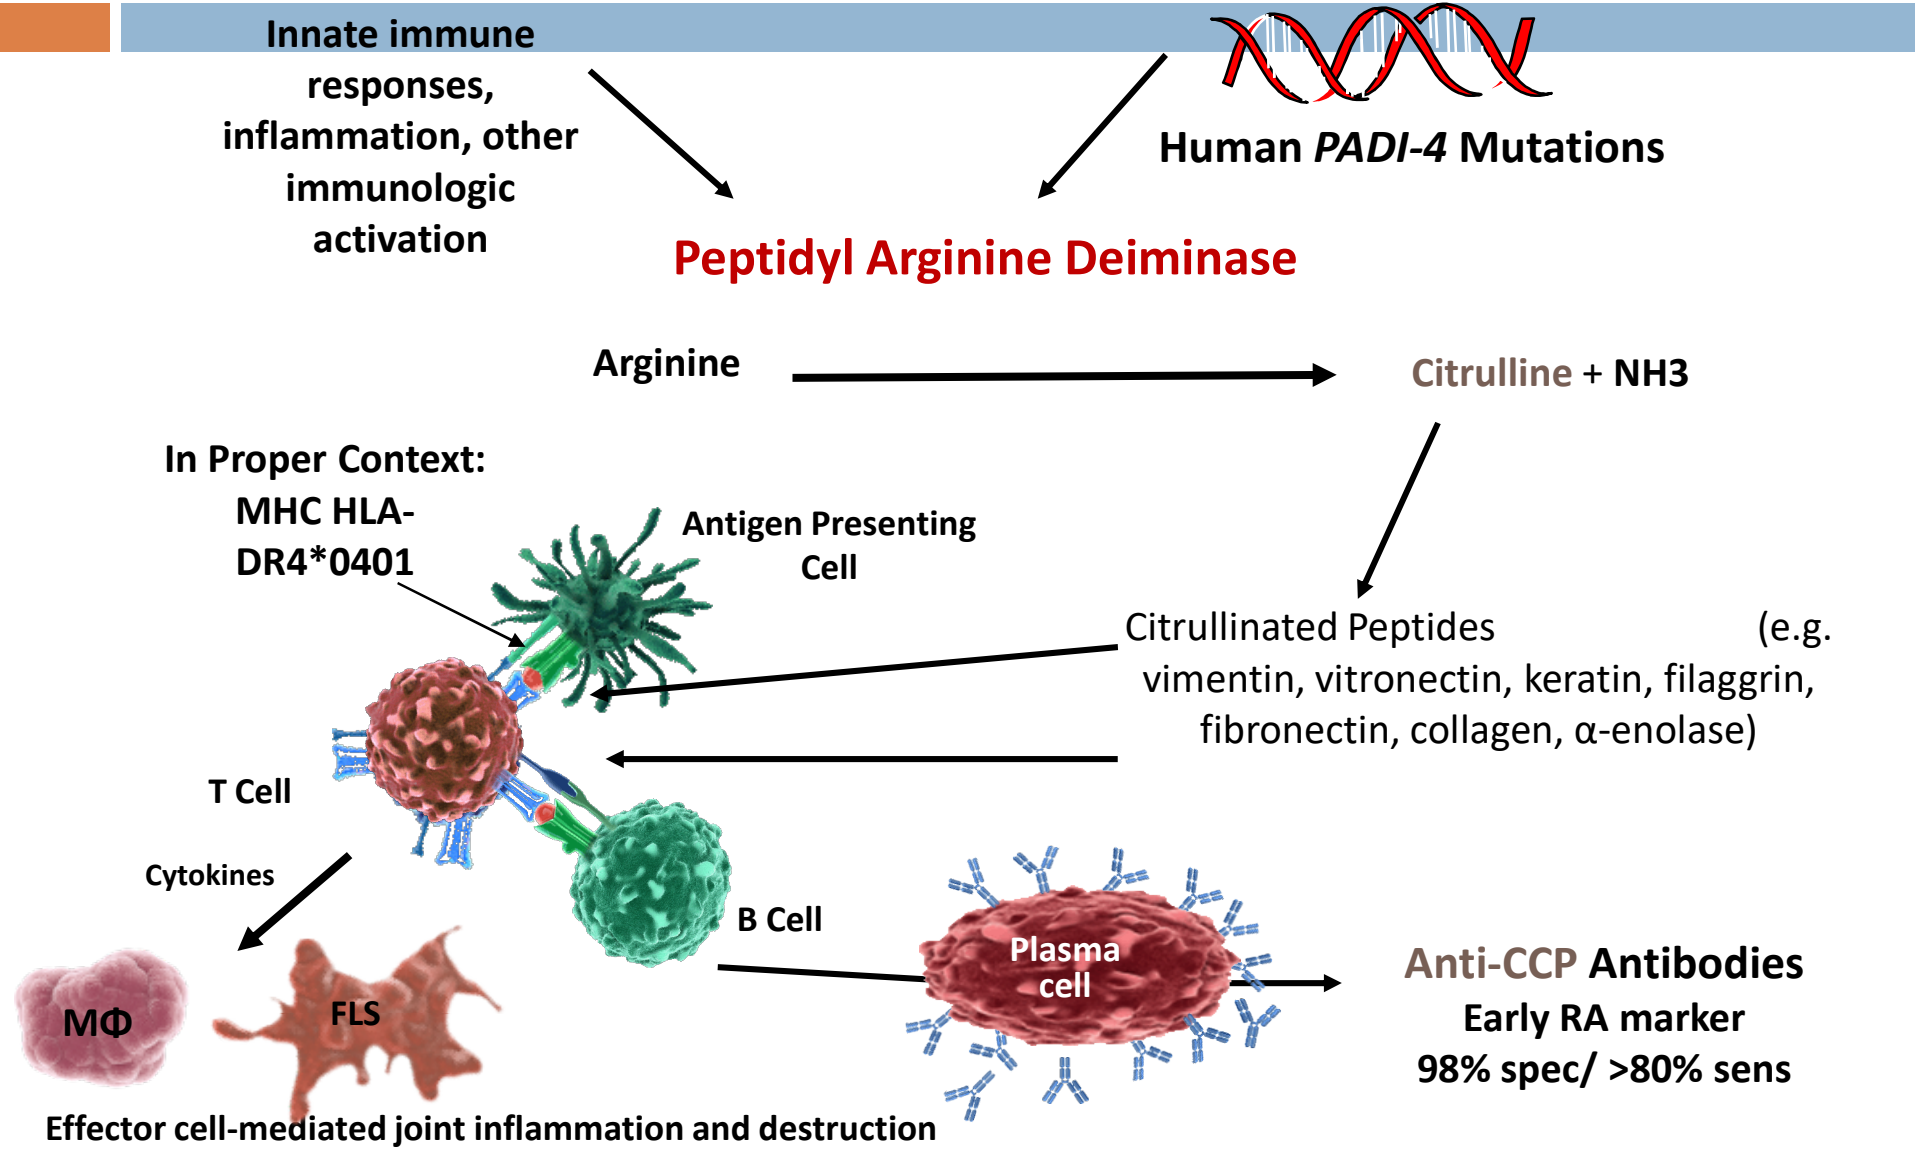 Innate immune
responses,
inflammation, other
immunologic
activation
Human PADI-4 Mutations
Peptidyl Arginine Deiminase
Arginine
Citrulline + NH3
In Proper Context:
MHC HLA-
DR4*0401
Antigen Presenting
Cell
Citrullinated Peptides (e.g.
vimentin, vitronectin, keratin, filaggrin,
fibronectin, collagen, α-enolase)
T Cell
Cytokines
B Cell
Plasma
cell
Anti-CCP Antibodies
Early RA marker
98% spec/ >80% sens
MΦ
FLS
Effector cell-mediated joint inflammation and destruction